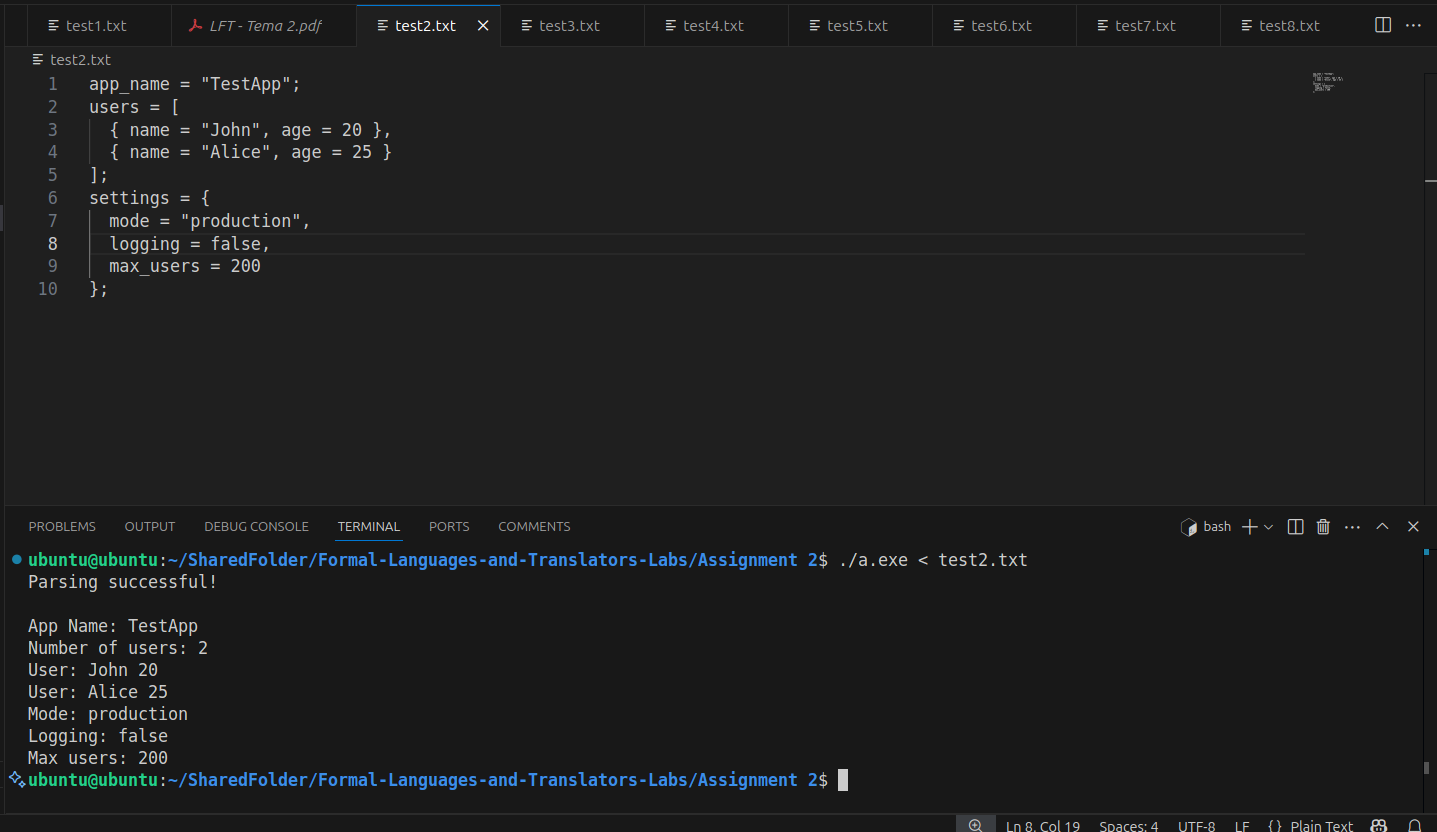 test1.txt LFT - Tema 2.pdf test2.txt test3.txt test4.txt test5.txt test6.txt test7.txt test8.txt
test2.txt
1 app_name = "TestApp";
2 users = [
3 { name = "John", age = 20 },
4 { name = "Alice", age = 25 }
5 ];
6 settings = {
7 mode = "production",
8 logging = false,
9 max_users = 200
10 };
PROBLEMS OUTPUT DEBUG CONSOLE TERMINAL PORTS COMMENTS bash
ubuntu@ubuntu:~/SharedFolder/Formal-Languages-and-Translators-Labs/Assignment 2$ ./a.exe < test2.txt
Parsing successful!
App Name: TestApp
Number of users: 2
User: John 20
User: Alice 25
Mode: production
Logging: false
Max users: 200
ubuntu@ubuntu:~/SharedFolder/Formal-Languages-and-Translators-Labs/Assignment 2$
Ln 8, Col 19 Spaces: 4 UTF-8 LF {} Plain Text